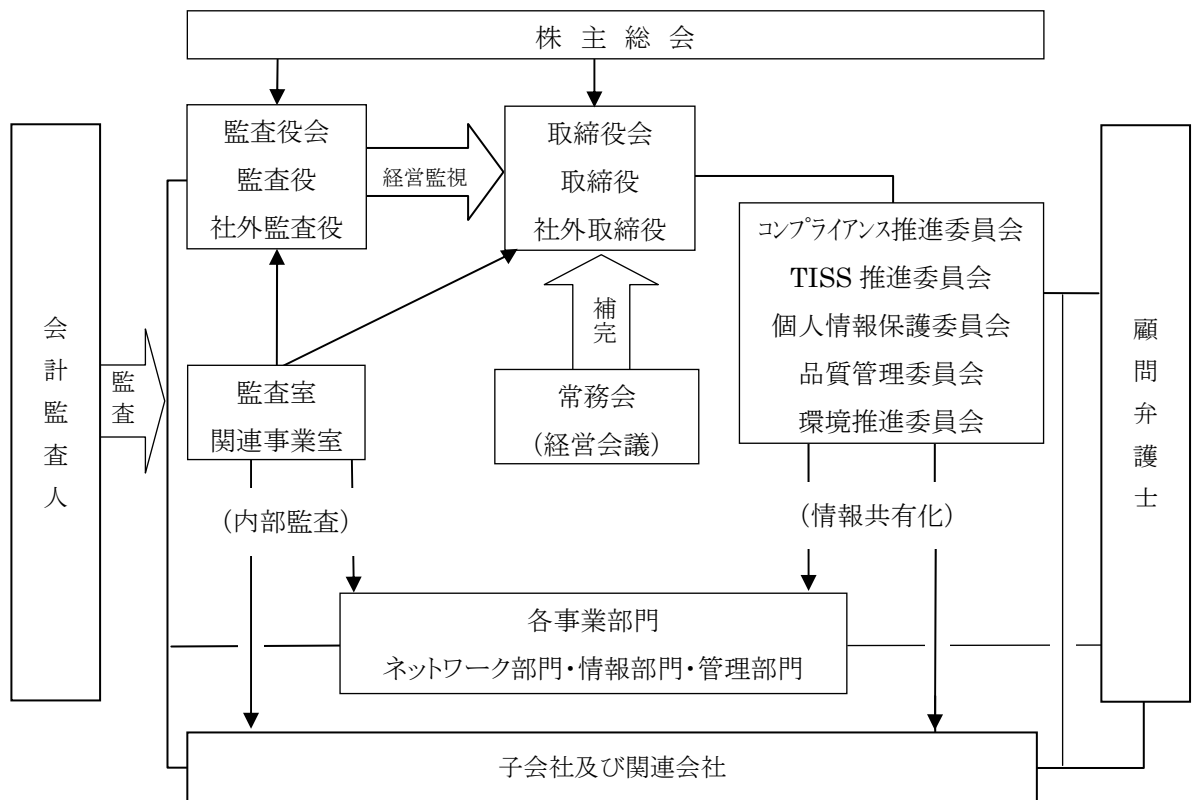 株主総会
監査役会
監査役
社外監査役
経営監視
取締役会
取締役
社外取締役
コンプライアンス推進委員会
TISS 推進委員会
個人情報保護委員会
品質管理委員会
環境推進委員会
会計監査人
監査
監査室
関連事業室
補完
常務会
(経営会議)
顧問弁護士
(内部監査)
(情報共有化)
各事業部門
ネットワーク部門・情報部門・管理部門
子会社及び関連会社